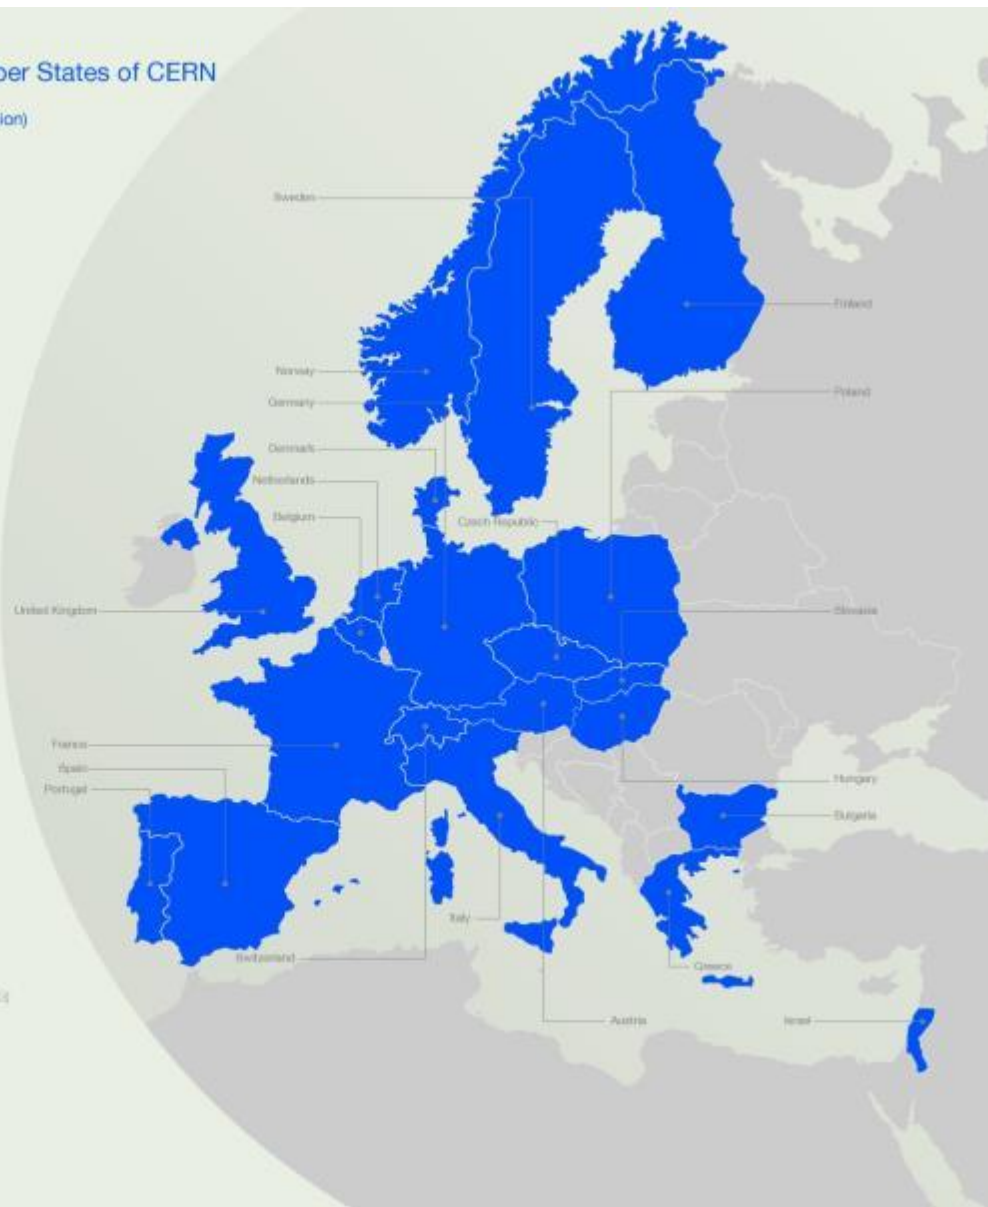 ber States of CERN
ion)
Sweden
Finland
Norway
Poland
Germany
Denmark
Netherlands
Belgium
Czech Republic
United Kingdom
Slovakia
France
Spain
Hungary
Portugal
Bulgaria
Italy
Switzerland
Greece
Austria
Israel